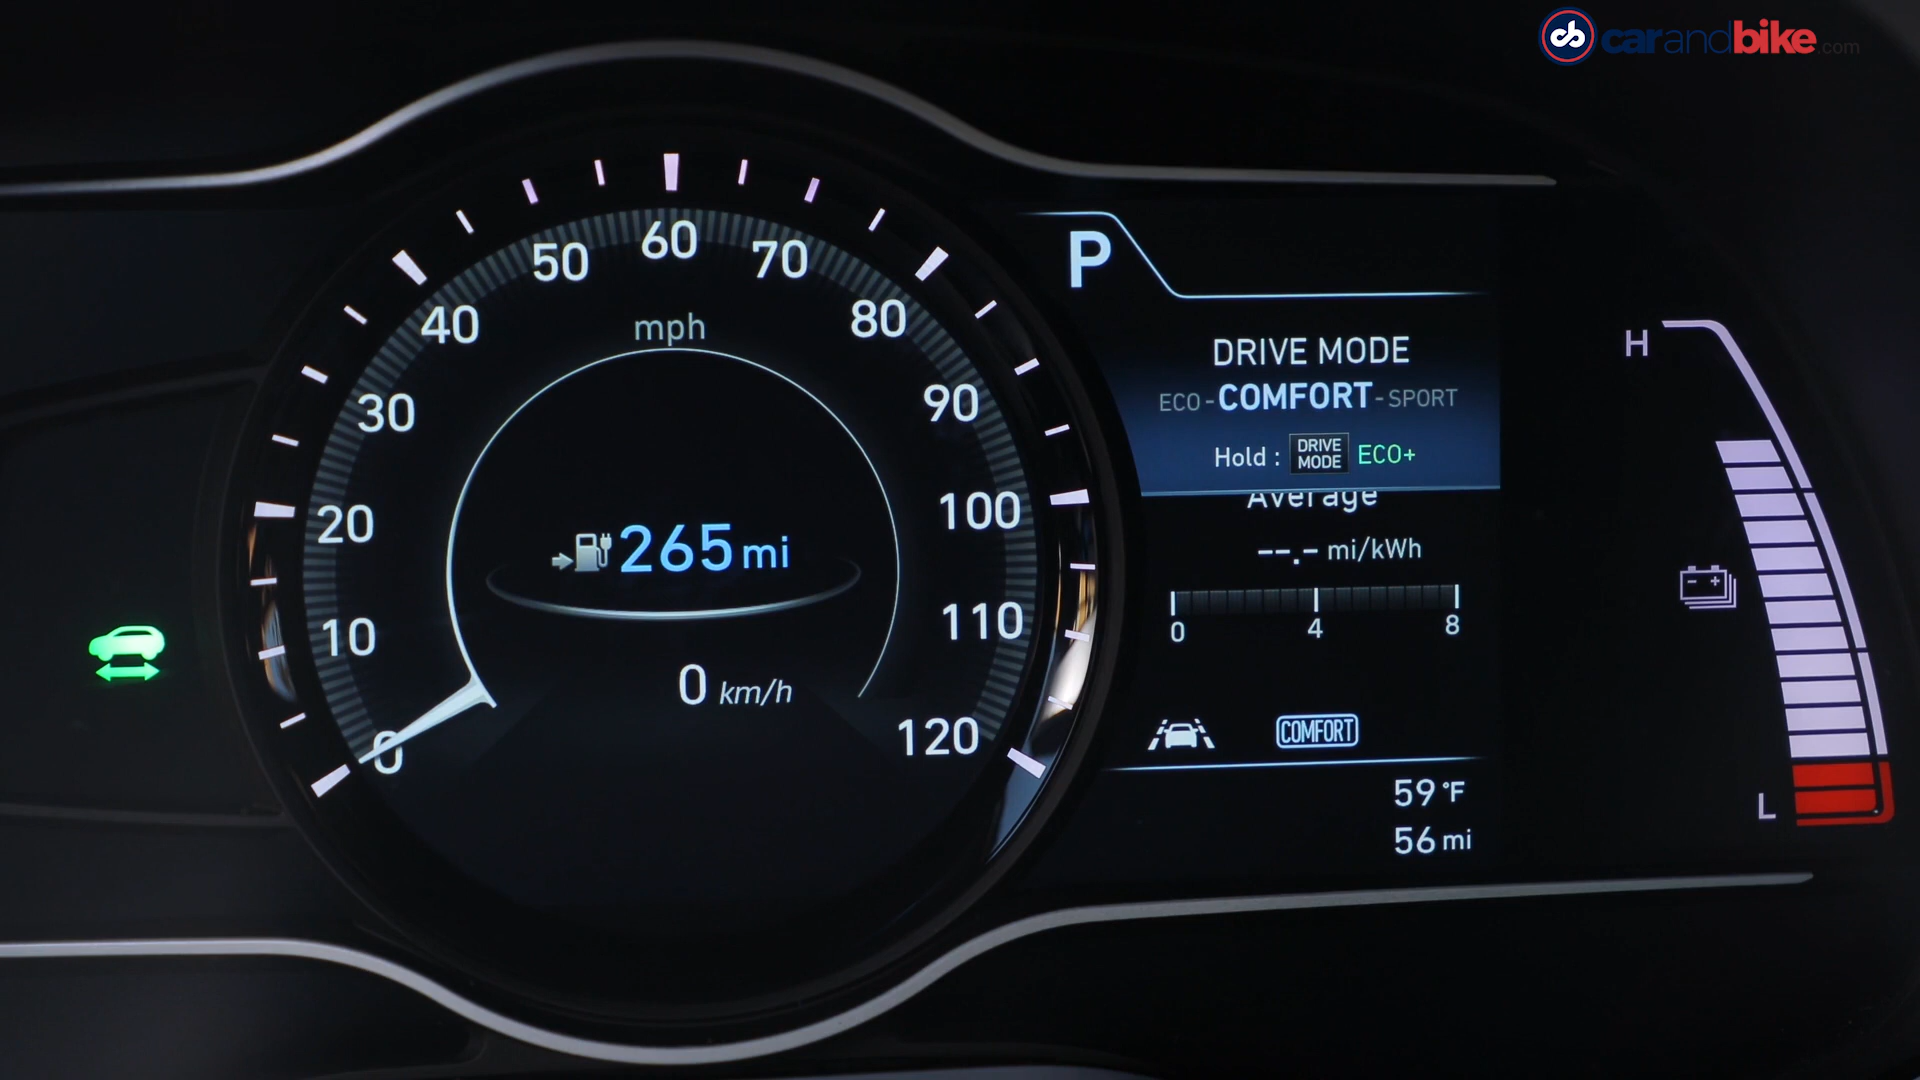 cb carandbike.com
0
10
20
30
40
50
60
70
80
90
100
110
120
mph
265 mi
0 km/h
P
DRIVE MODE
ECO - COMFORT - SPORT
Hold : DRIVE MODE ECO+
Average
--.- mi/kWh
0 4 8
COMFORT
59 °F
56 mi
H
L